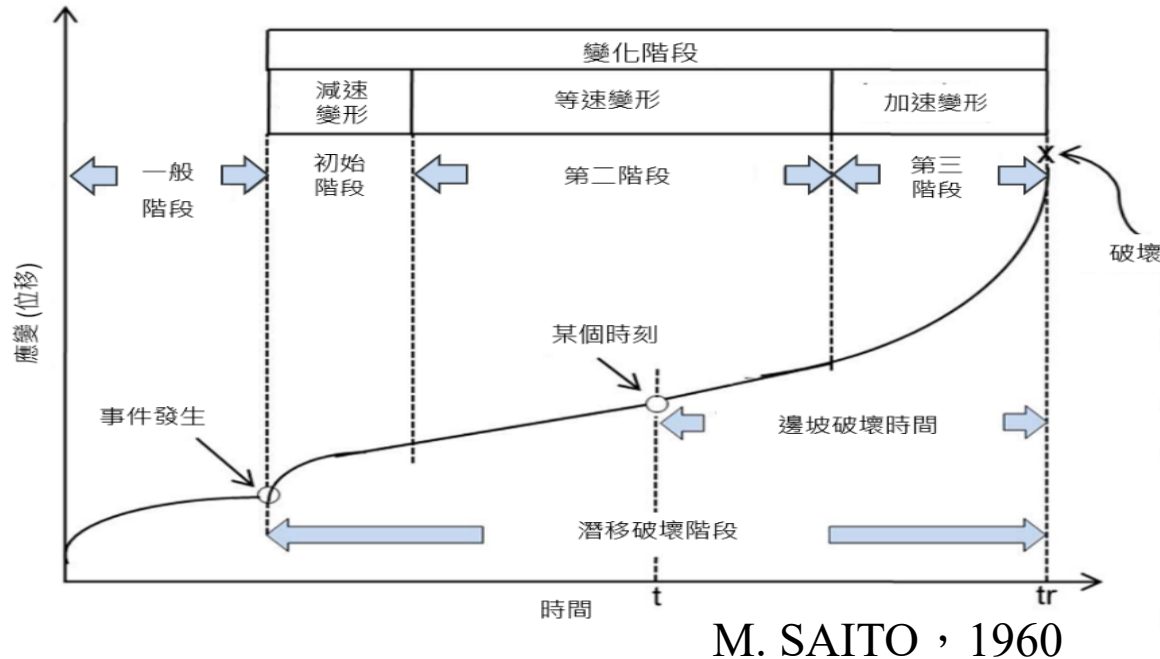 變化階段
減速
變形
等速變形
加速變形
一般
階段
初始
階段
第二階段
第三
階段
x
破壞
應變(位移)
某個時刻
事件發生
邊坡破壞時間
潛移破壞階段
時間
t
tr
M. SAITO，1960